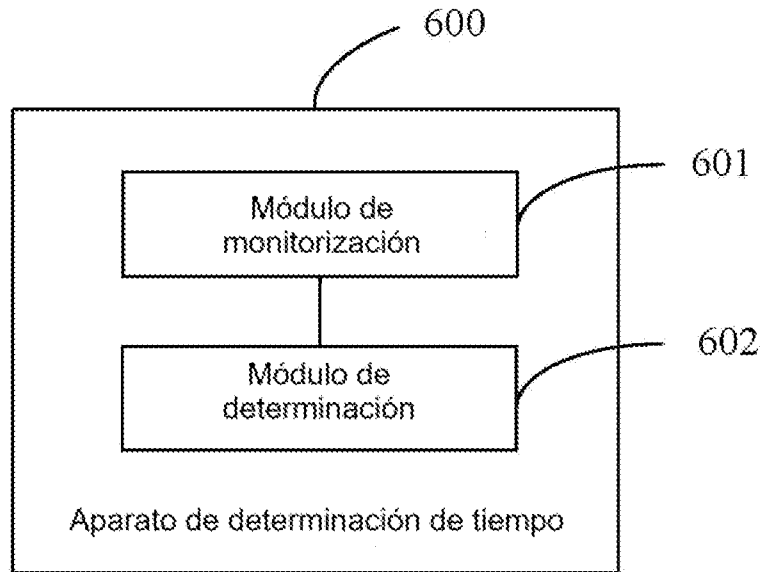 600
601
Módulo de
monitorización
602
Módulo de
determinación
Aparato de determinación de tiempo